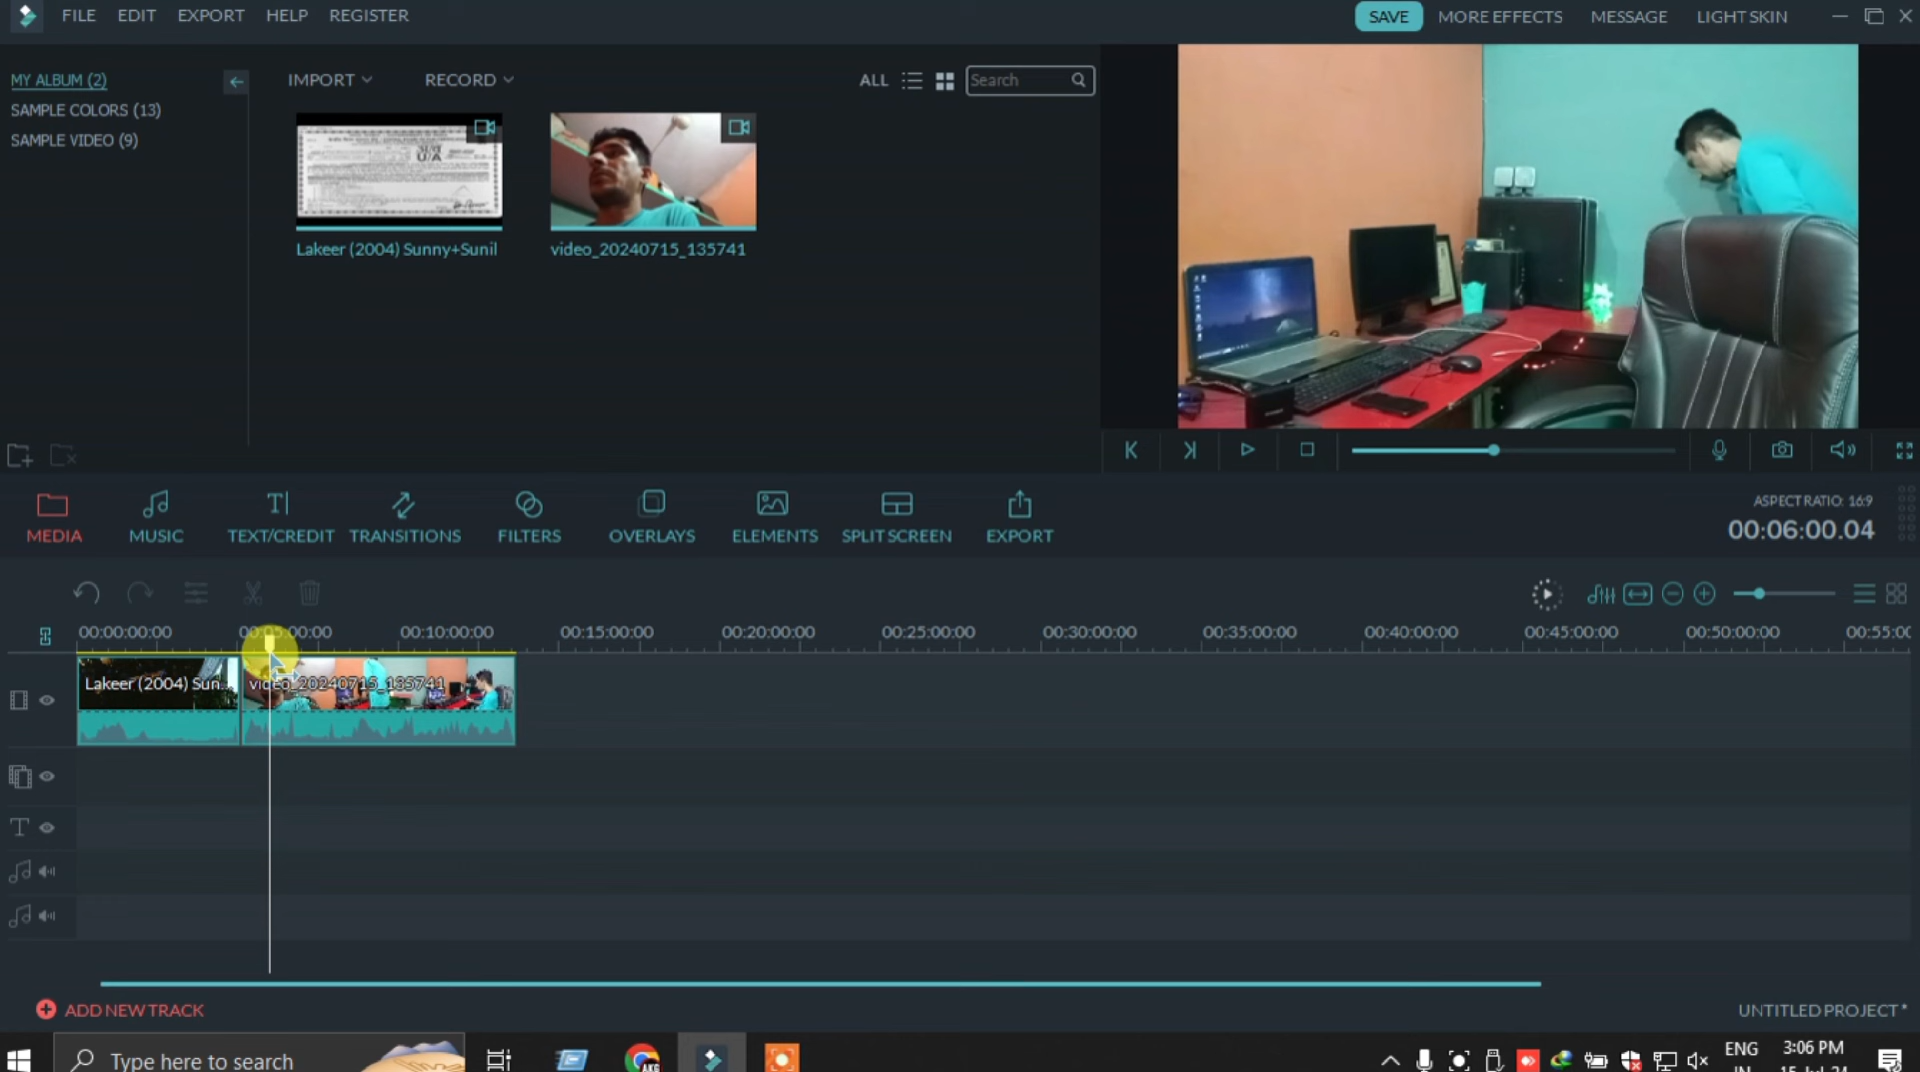 FILE EDIT EXPORT HELP REGISTER SAVE MORE EFFECTS MESSAGE LIGHT SKIN
MY ALBUM (2) IMPORT RECORD ALL Search
SAMPLE COLORS (13)
SAMPLE VIDEO (9)
U/A
Lakeer (2004) Sunny+Sunil video_20240715_135741
MEDIA MUSIC TEXT/CREDIT TRANSITIONS FILTERS OVERLAYS ELEMENTS SPLIT SCREEN EXPORT
ASPECT RATIO: 16:9
00:06:00.04
00:00:00:00 00:05:00:00 00:10:00:00 00:15:00:00 00:20:00:00 00:25:00:00 00:30:00:00 00:35:00:00 00:40:00:00 00:45:00:00 00:50:00:00 00:55:0
Lakeer (2004) Sun... video_20240715_135741
ADD NEW TRACK UNTITLED PROJECT *
Type here to search ENG 3:06 PM